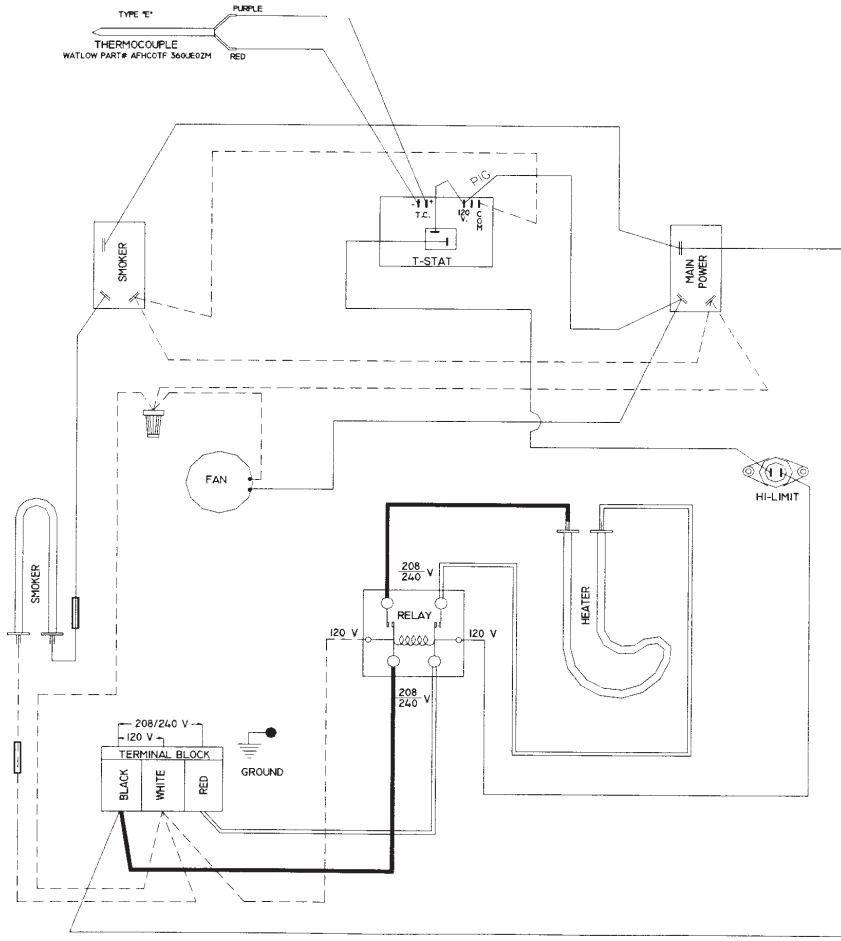 TYPE "E"
PURPLE
THERMOCOUPLE
WATLOW PART# AFHCOTF 360UE0ZM
RED
PIG
- +
T.C.
120 V.
COM
T-STAT
SMOKER
MAIN POWER
FAN
HI-LIMIT
SMOKER
HEATER
208/240 V
RELAY
120 V
120 V
208/240 V
208/240 V
120 V
TERMINAL BLOCK
BLACK
WHITE
RED
GROUND